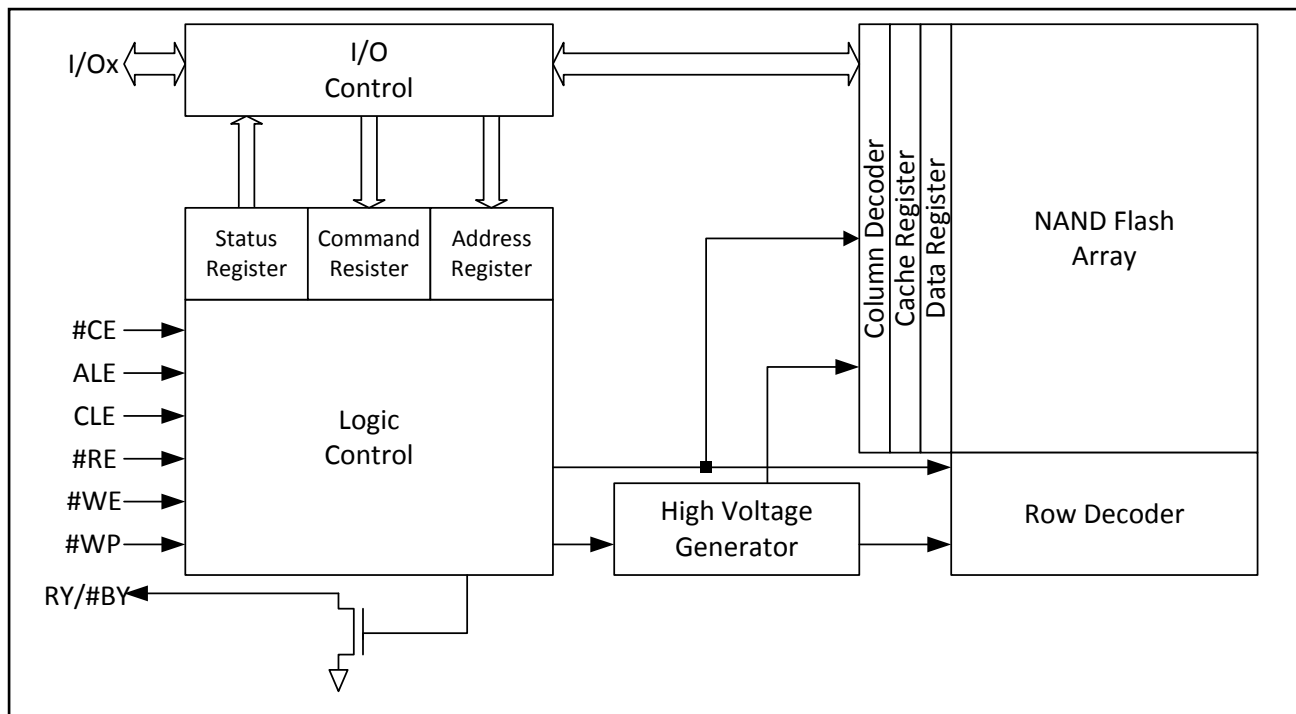 I/Ox
I/O
Control
Status
Register
Command
Resister
Address
Register
#CE
ALE
CLE
#RE
#WE
#WP
RY/#BY
Logic
Control
High Voltage
Generator
Column Decoder
Cache Register
Data Register
NAND Flash
Array
Row Decoder